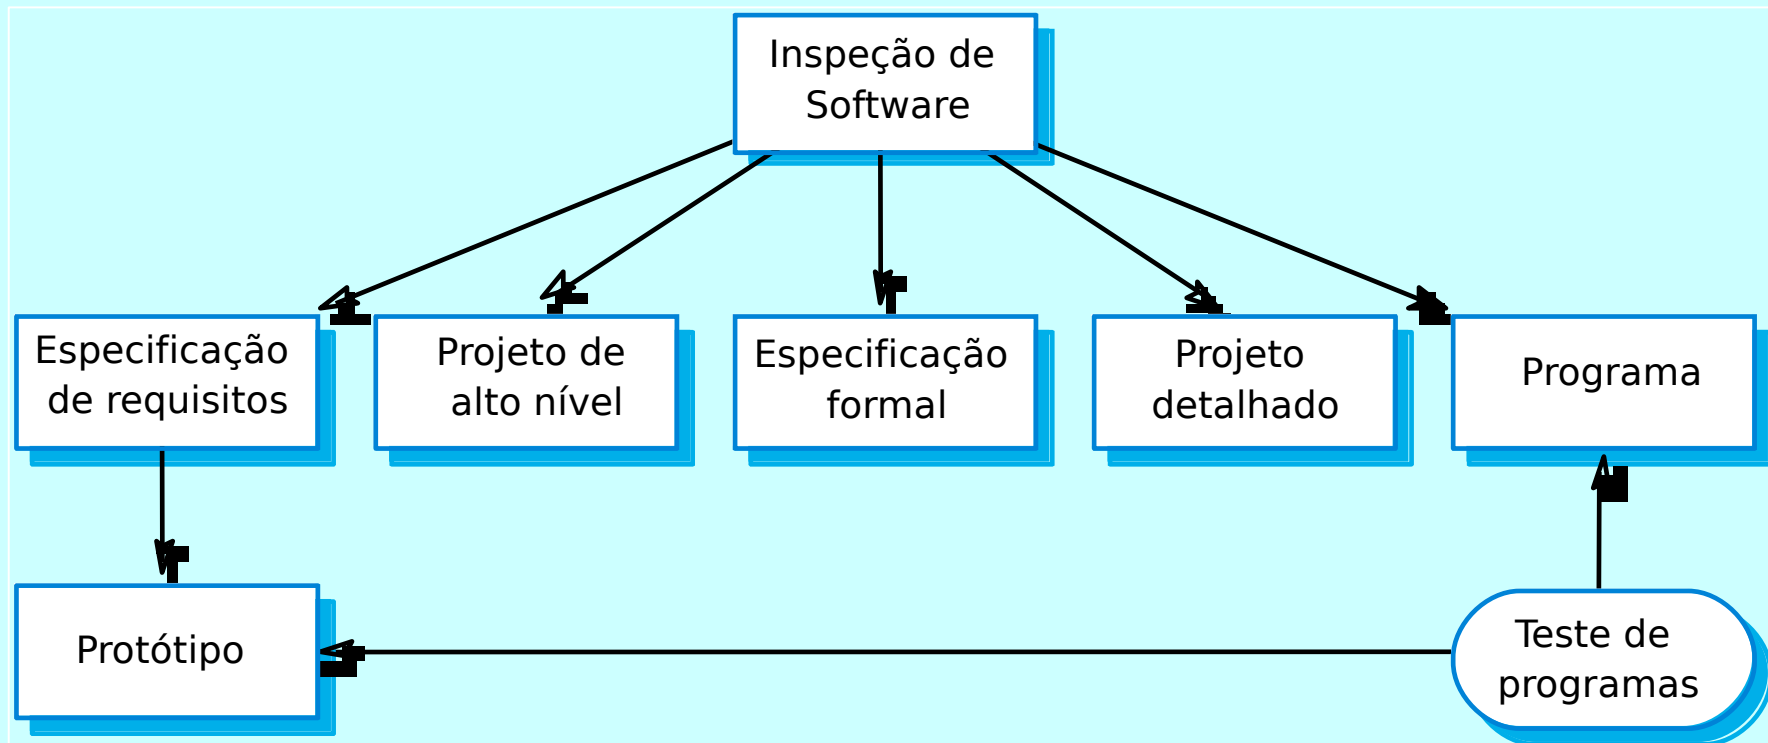 Inspeção de
Software
Especificação
de requisitos
Projeto de
alto nível
Especificação
formal
Projeto
detalhado
Programa
Protótipo
Teste de
programas